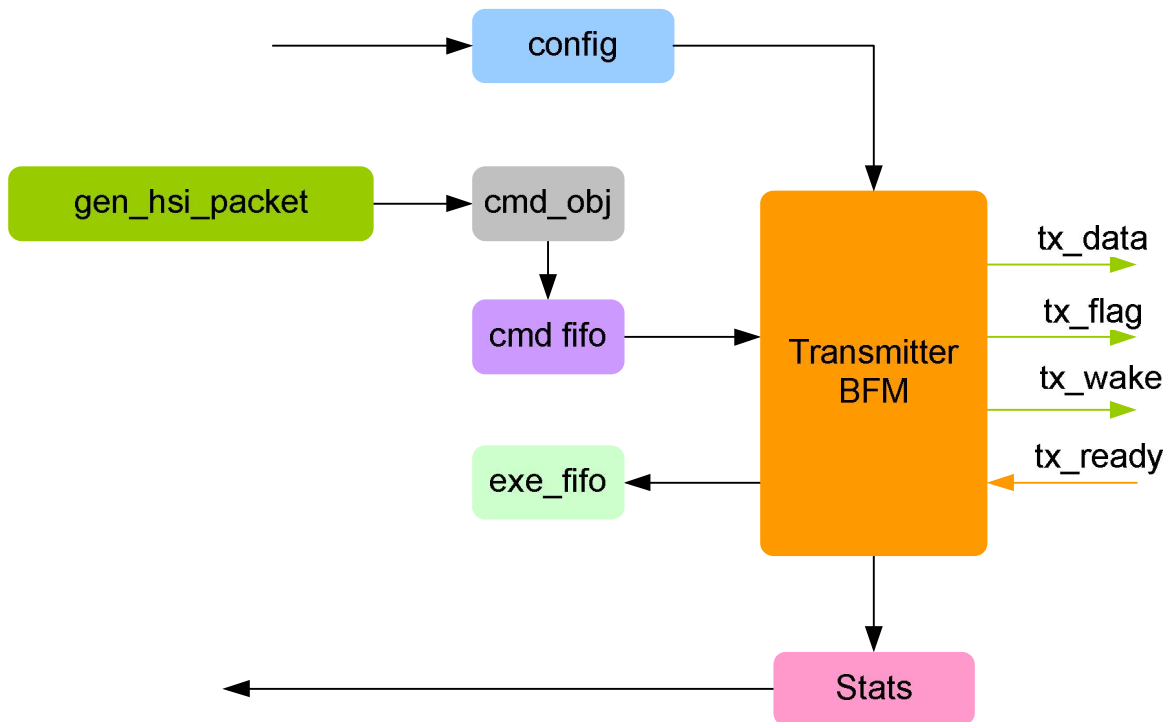 config
gen_hsi_packet
cmd_obj
tx_data
tx_flag
cmd fifo
Transmitter
BFM
tx_wake
tx_ready
exe_fifo
Stats